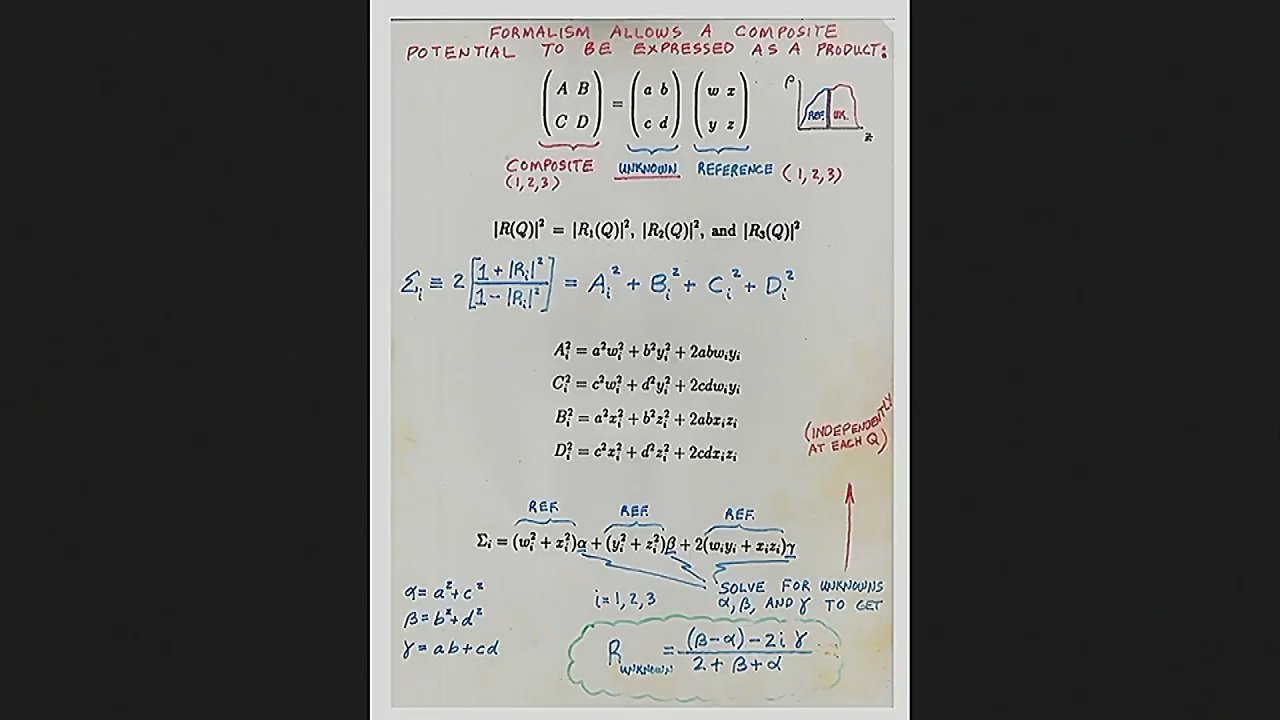 FORMALISM ALLOWS A COMPOSITE
POTENTIAL TO BE EXPRESSED AS A PRODUCT:
(A B; C D) = (a b; c d) (w x; y z)
ρ
REF. UK.
z
COMPOSITE UNKNOWN REFERENCE (1,2,3)
(1,2,3)
|R(Q)|² = |R₁(Q)|², |R₂(Q)|², and |R₃(Q)|²
Σᵢ ≡ 2 [1 + |Rᵢ|² / 1 − |Rᵢ|²] = Aᵢ² + Bᵢ² + Cᵢ² + Dᵢ²
Aᵢ² = a²wᵢ² + b²yᵢ² + 2abwᵢyᵢ
Cᵢ² = c²wᵢ² + d²yᵢ² + 2cdwᵢyᵢ
Bᵢ² = a²xᵢ² + b²zᵢ² + 2abxᵢzᵢ
Dᵢ² = c²xᵢ² + d²zᵢ² + 2cdxᵢzᵢ
(INDEPENDENTLY
AT EACH Q)
REF. REF. REF.
Σᵢ = (wᵢ² + xᵢ²)α + (yᵢ² + zᵢ²)β + 2(wᵢyᵢ + xᵢzᵢ)γ
α = a² + c²
β = b² + d²
γ = ab + cd
i = 1, 2, 3
SOLVE FOR UNKNOWNS
α, β, AND γ TO GET
R UNKNOWN = (β−α) − 2i γ / 2 + β + α